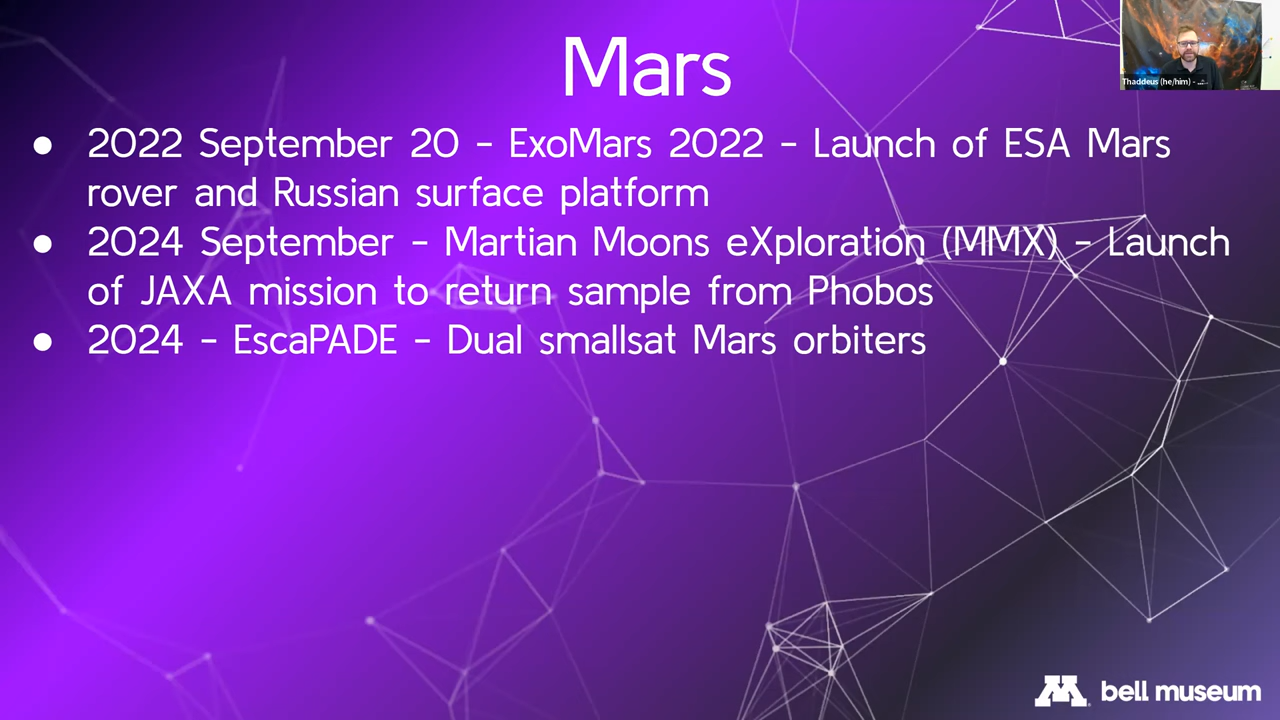 Mars
Thaddeus (he/him) -
● 2022 September 20 - ExoMars 2022 - Launch of ESA Mars
rover and Russian surface platform
● 2024 September - Martian Moons eXploration (MMX) - Launch
of JAXA mission to return sample from Phobos
● 2024 - EscaPADE - Dual smallsat Mars orbiters
M bell museum